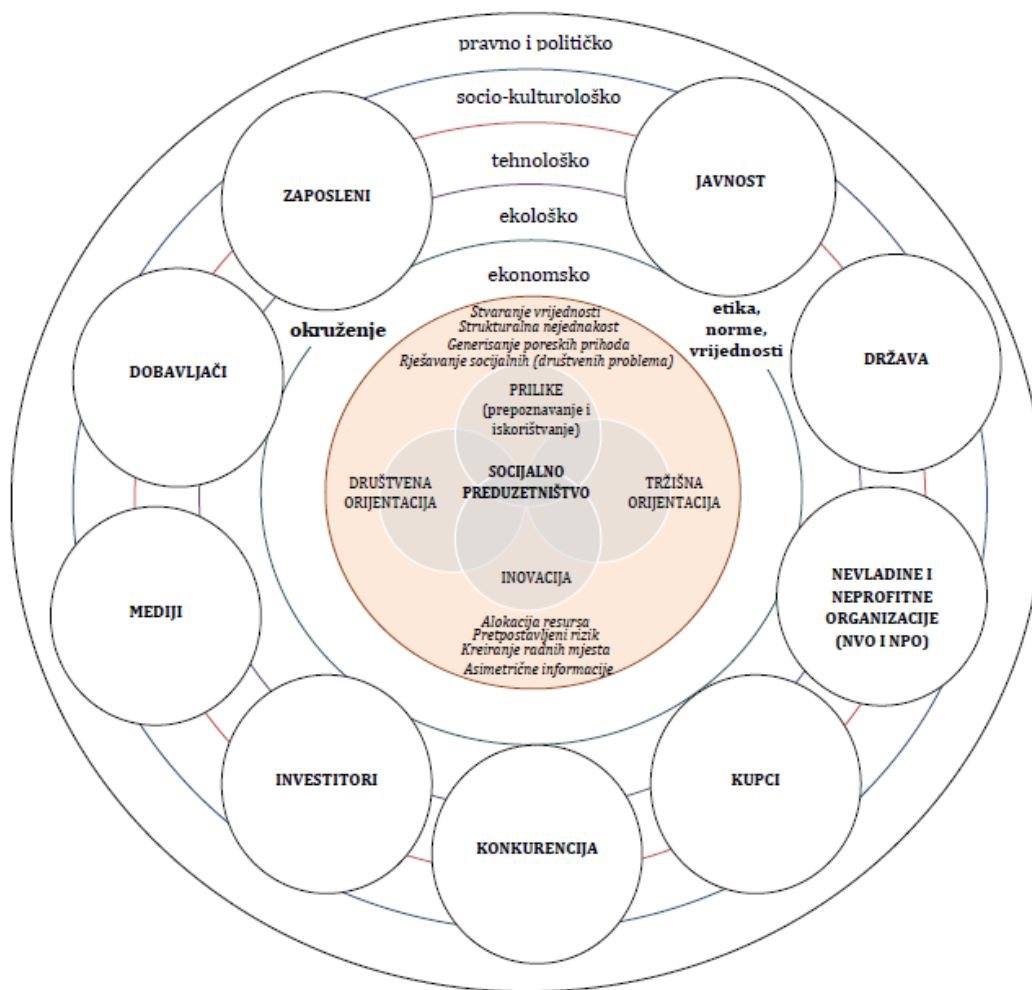 pravno i političko
socio-kulturološko
tehnološko
ekološko
ekonomsko
ZAPOSLENI
JAVNOST
DOBAVLJAČI
okruženje
etika,
norme,
vrijednosti
DRŽAVA
Stvaranje vrijednosti
Strukturalna nejednakost
Generisanje poreskih prihoda
Rješavanje socijalnih (društvenih problema)
PRILIKE
(prepoznavanje i
iskorištvanje)
DRUŠTVENA
ORIJENTACIJA
SOCIJALNO
PREDUZETNIŠTVO
TRŽIŠNA
ORIJENTACIJA
INOVACIJA
Alokacija resursa
Pretpostavljeni rizik
Kreiranje radnih mjesta
Asimetrične informacije
MEDIJI
NEVLADINE I
NEPROFITNE
ORGANIZACIJE
(NVO I NPO)
INVESTITORI
KUPCI
KONKURENCIJA